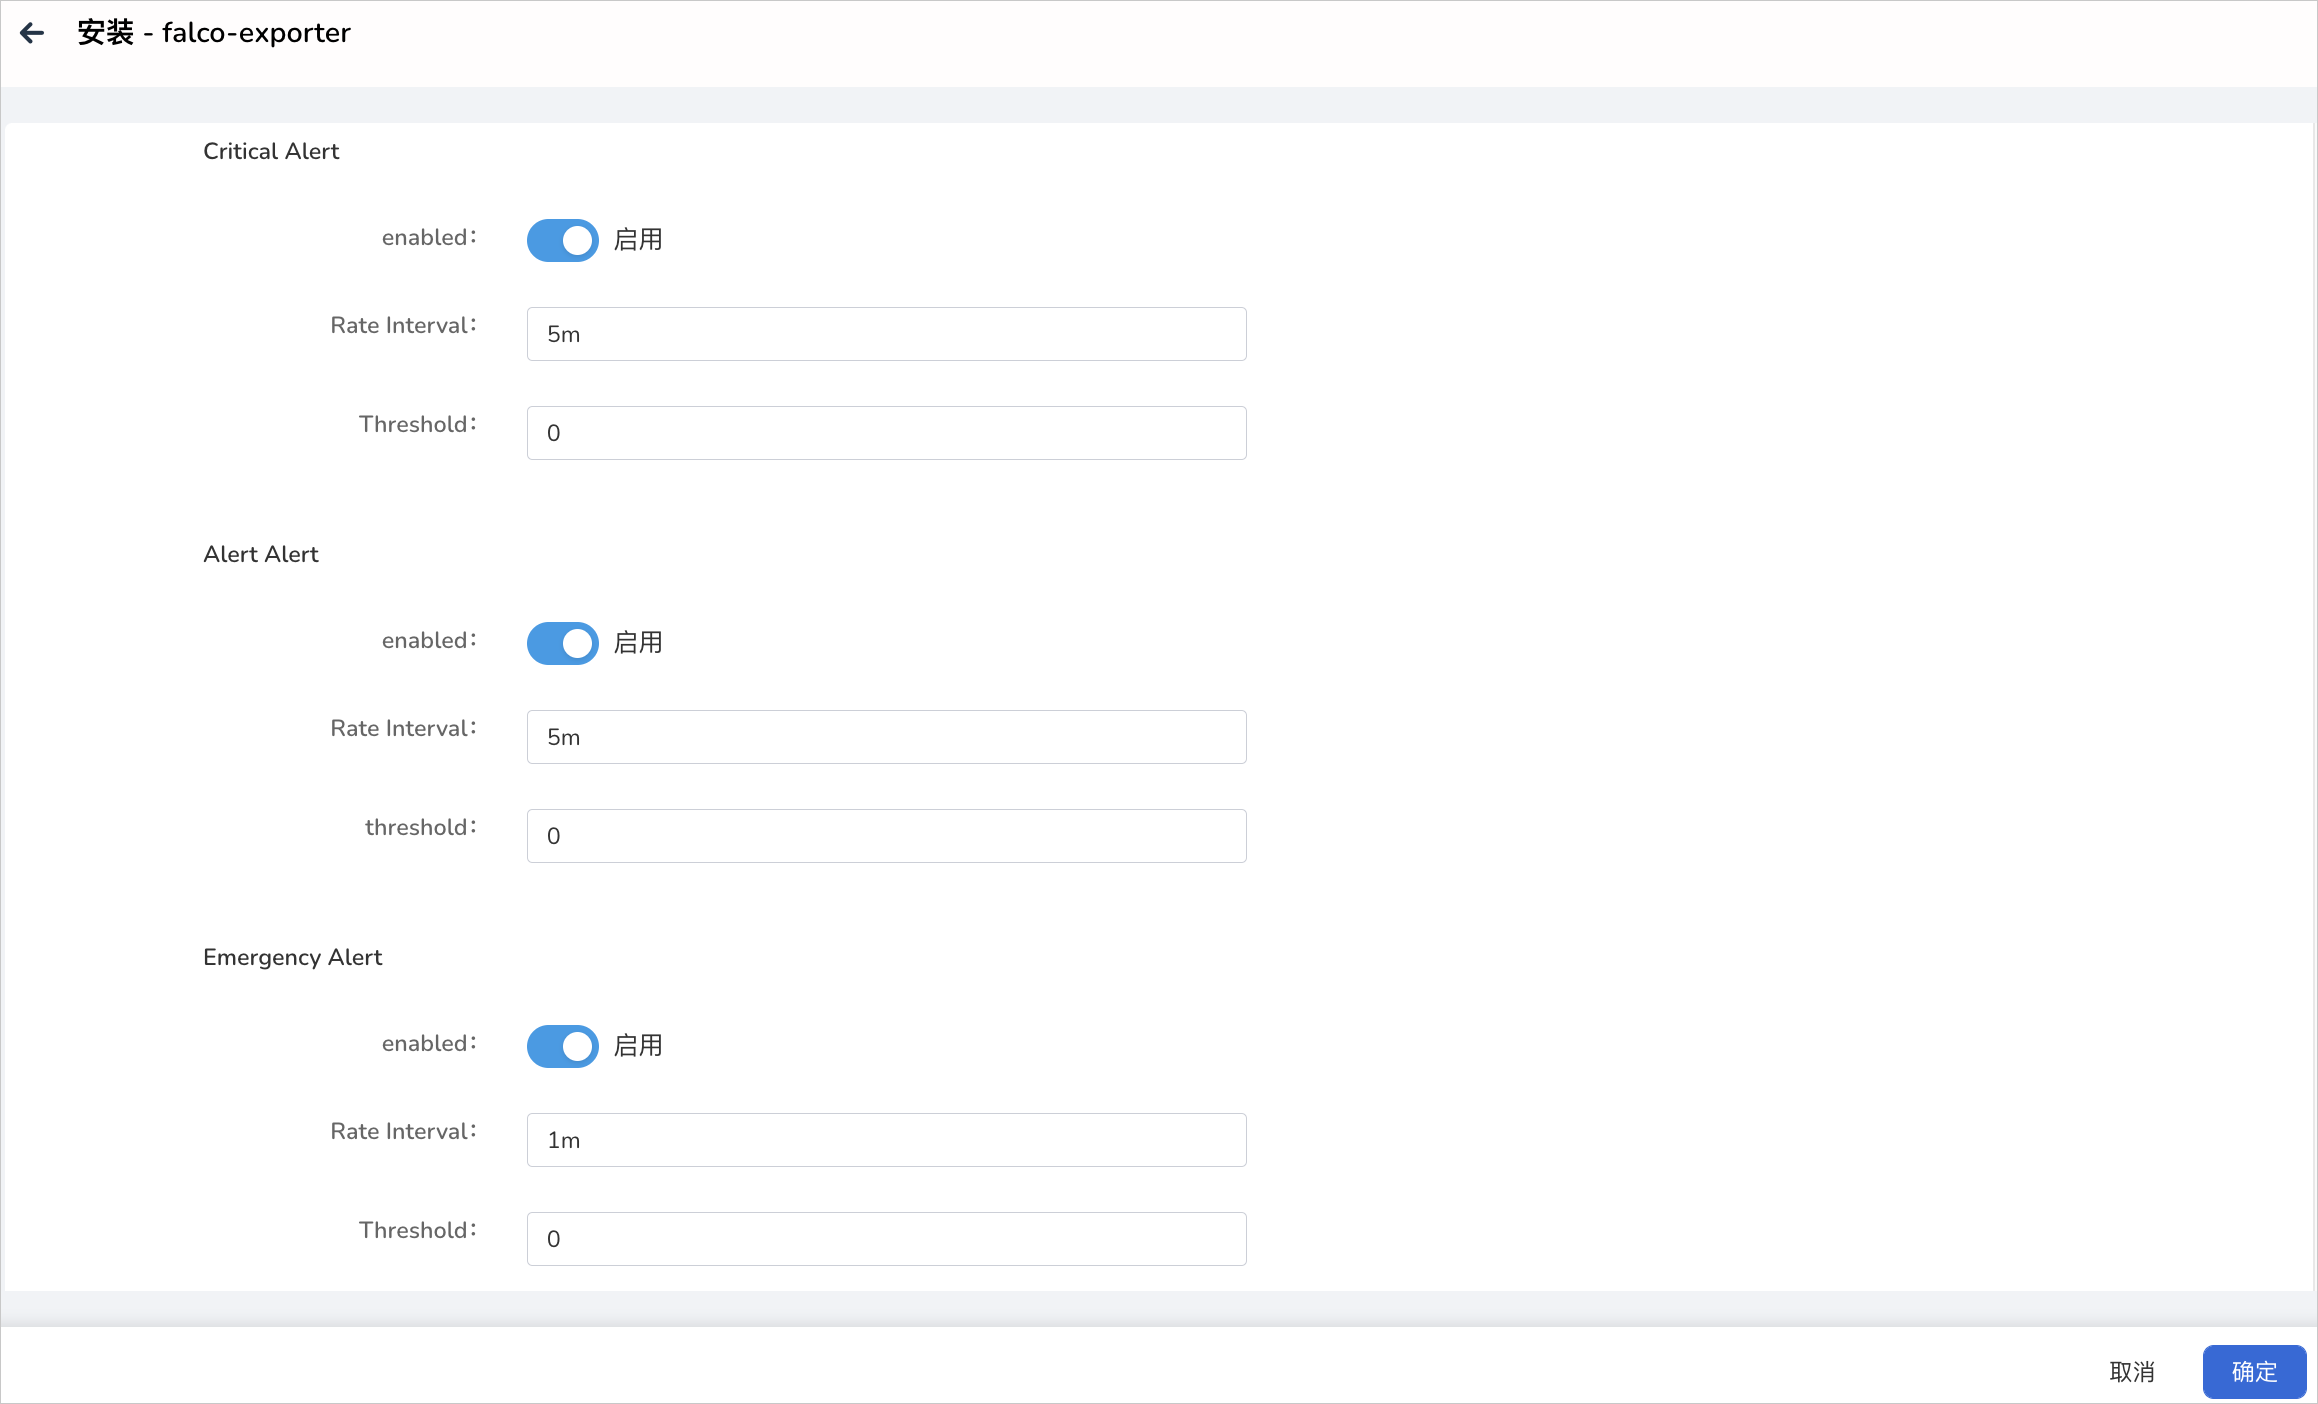 安装 - falco-exporter
Critical Alert
enabled： 启用
Rate Interval： 5m
Threshold： 0
Alert Alert
enabled： 启用
Rate Interval： 5m
threshold： 0
Emergency Alert
enabled： 启用
Rate Interval： 1m
Threshold： 0
取消 确定